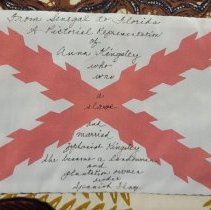 From Senegal to Florida
A Pictorial Representation
of
Anna Kingsley
who
was
a
slave
and
married
Kingsley
she became a landowner
and
plantation owner
under
Spanish Flag